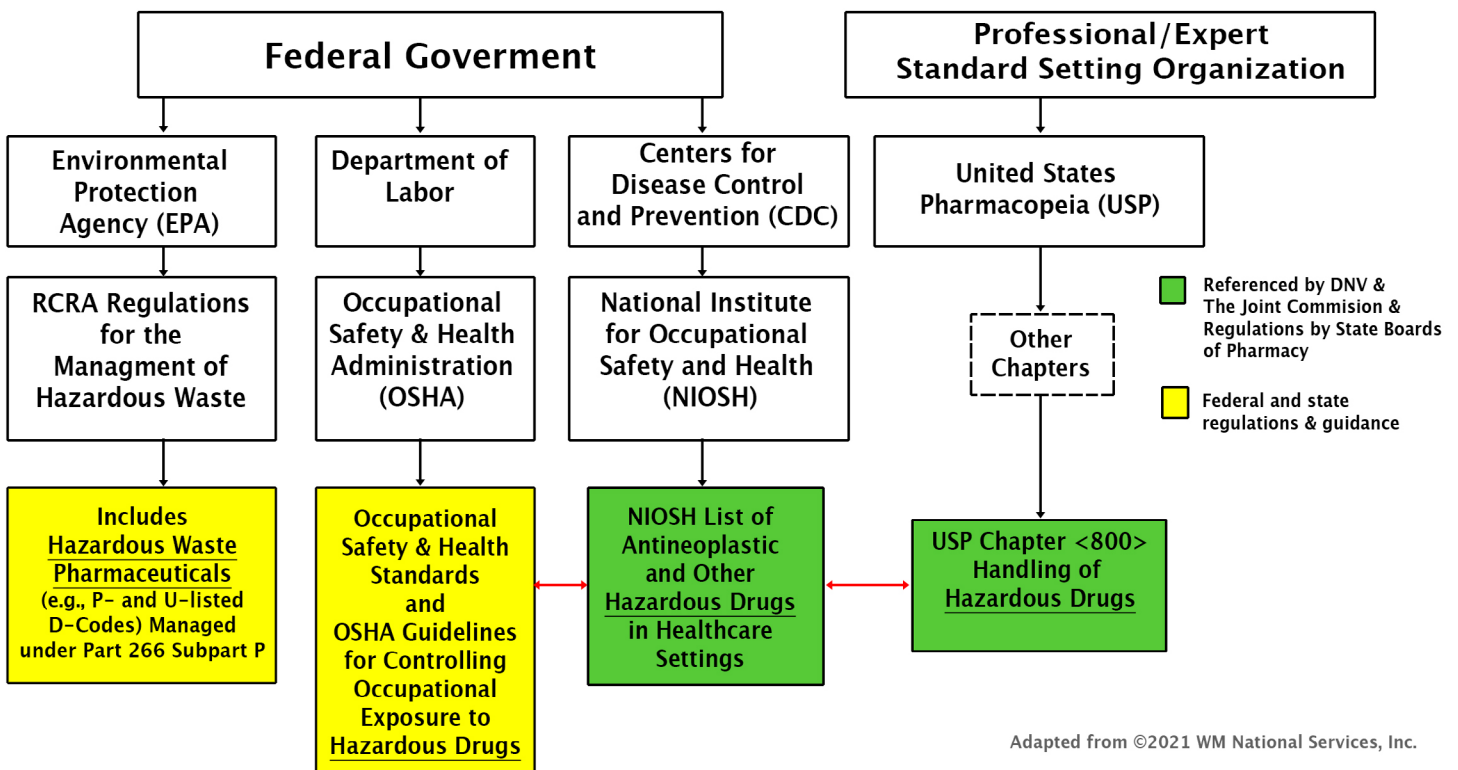 Federal Goverment
Professional/Expert
Standard Setting Organization
Environmental
Protection
Agency (EPA)
Department of
Labor
Centers for
Disease Control
and Prevention (CDC)
United States
Pharmacopeia (USP)
RCRA Regulations
for the
Managment of
Hazardous Waste
Occupational
Safety & Health
Administration
(OSHA)
National Institute
for Occupational
Safety and Health
(NIOSH)
Other
Chapters
Referenced by DNV &
The Joint Commision &
Regulations by State Boards
of Pharmacy
Federal and state
regulations & guidance
Includes
Hazardous Waste
Pharmaceuticals
(e.g., P- and U-listed
D-Codes) Managed
under Part 266 Subpart P
Occupational
Safety & Health
Standards
and
OSHA Guidelines
for Controlling
Occupational
Exposure to
Hazardous Drugs
NIOSH List of
Antineoplastic
and Other
Hazardous Drugs
in Healthcare
Settings
USP Chapter <800>
Handling of
Hazardous Drugs
Adapted from ©2021 WM National Services, Inc.